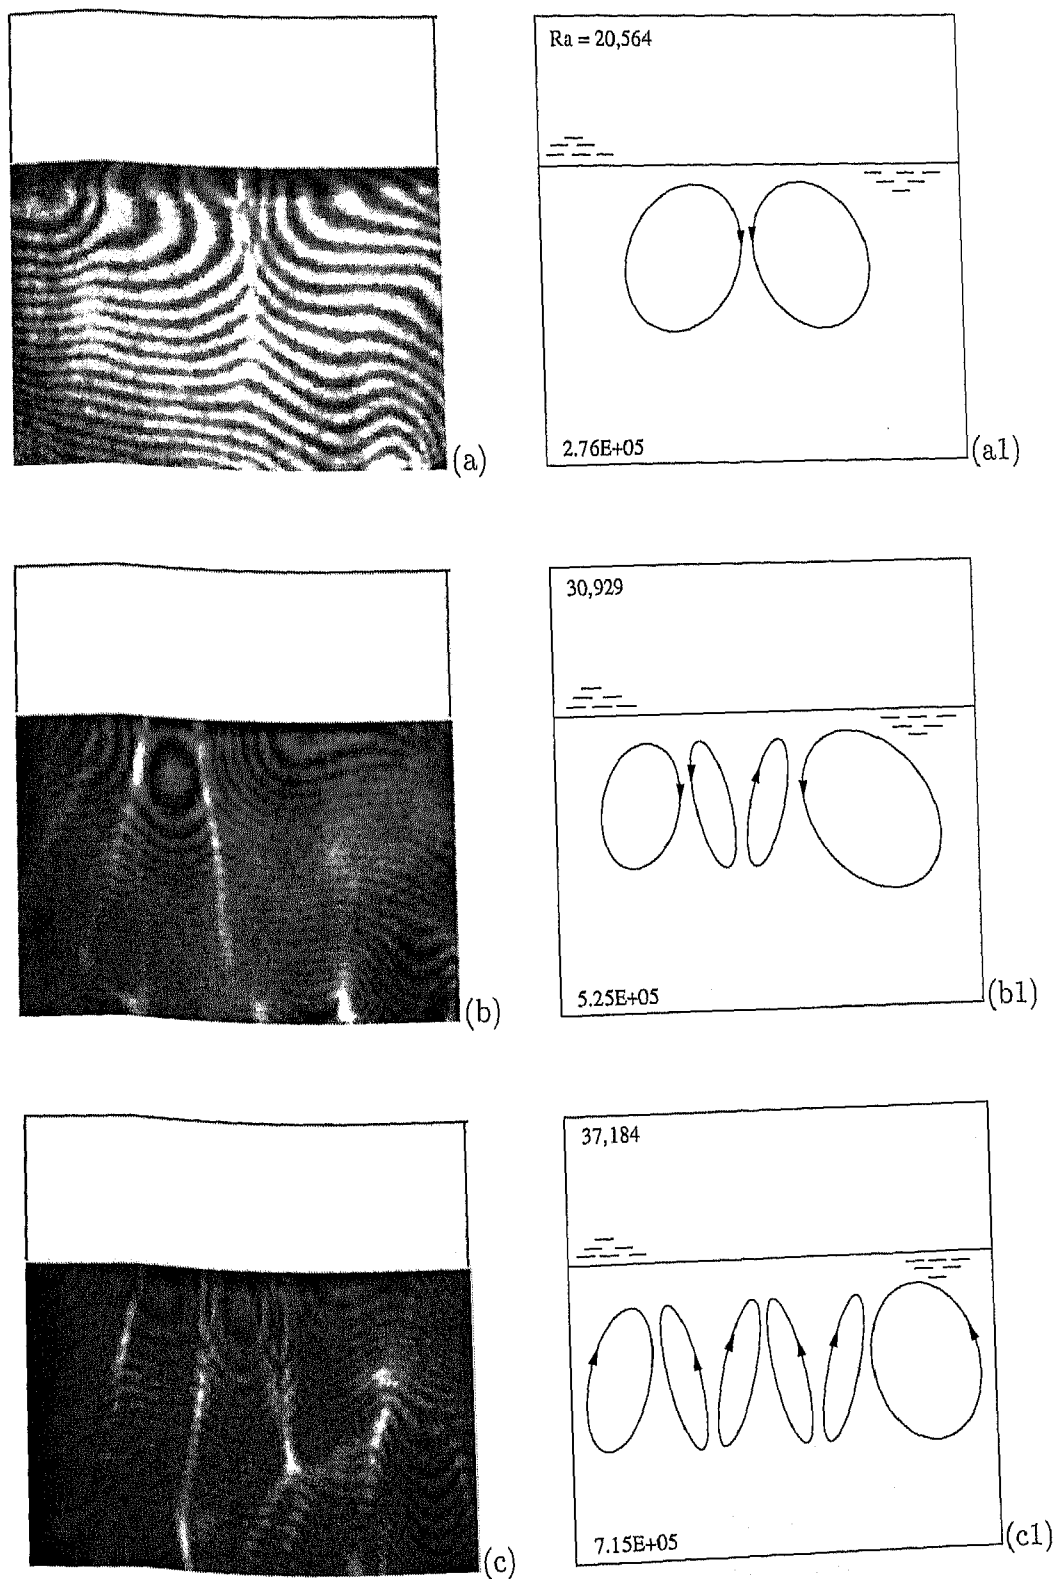 Ra = 20,564
2.76E+05
(a)
(a1)
30,929
5.25E+05
(b)
(b1)
37,184
7.15E+05
(c)
(c1)